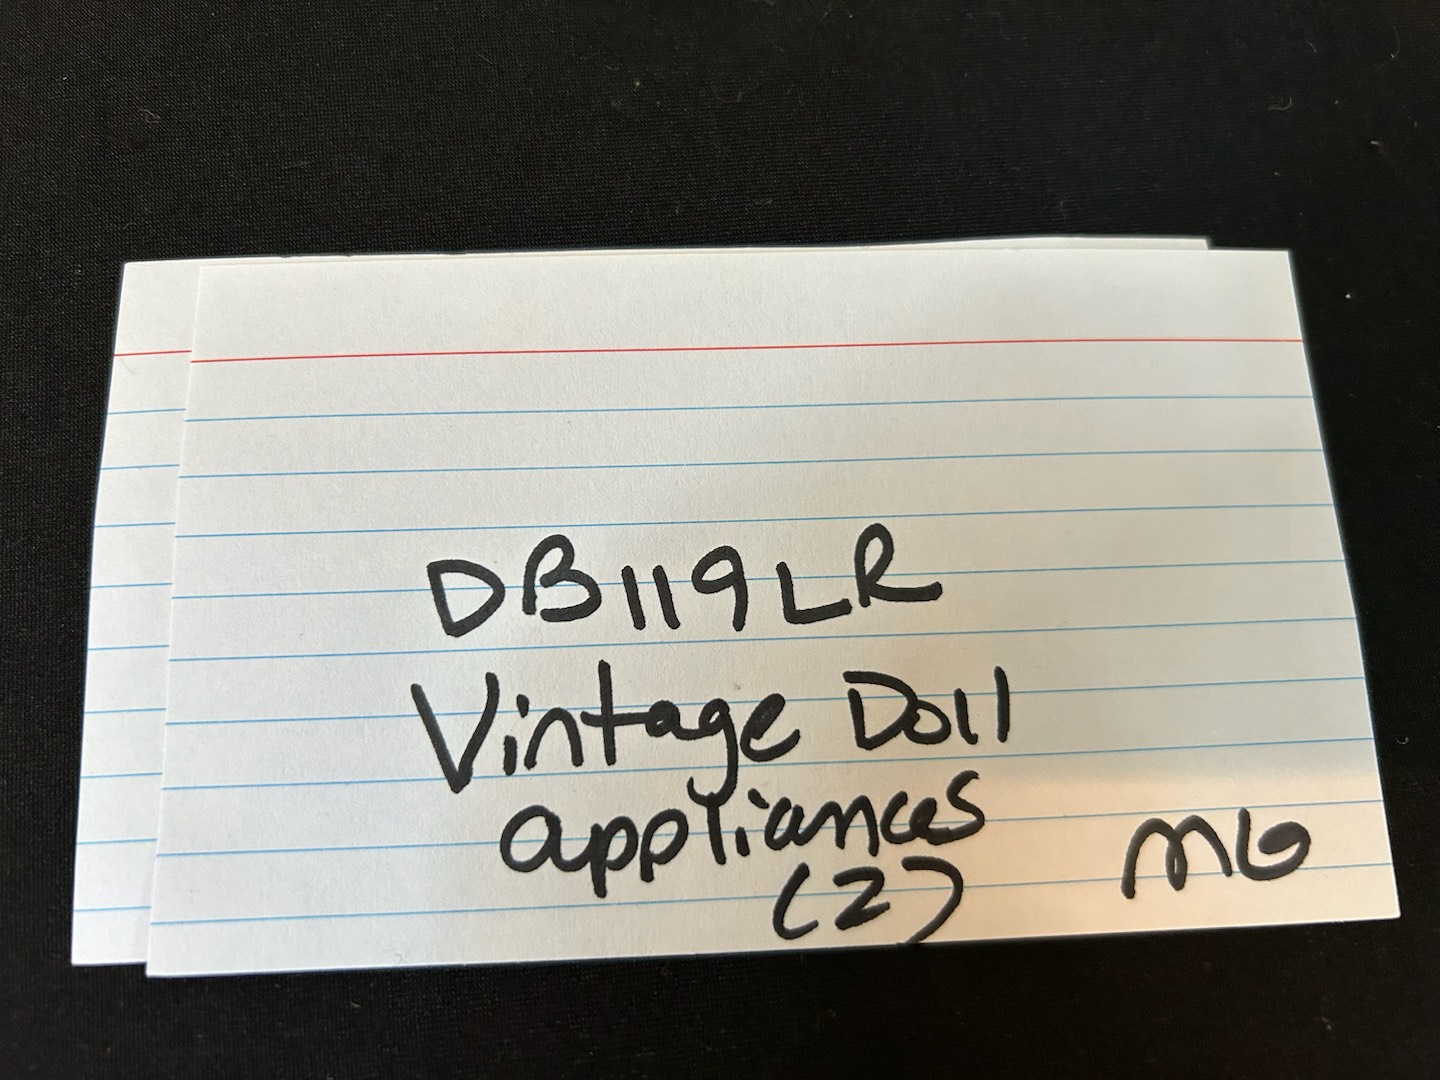 DB119LR
Vintage Doll
appliances
(2)
MG